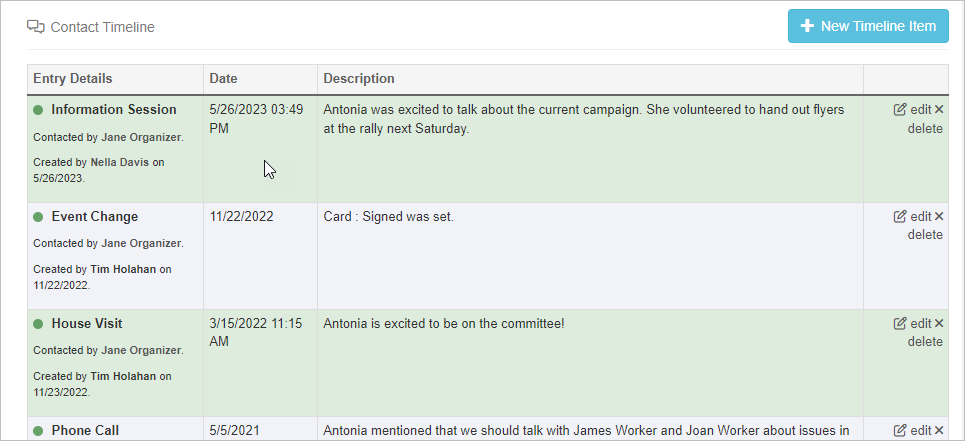 Contact Timeline
New Timeline Item
Entry Details Date Description
Information Session 5/26/2023 03:49 Antonia was excited to talk about the current campaign. She volunteered to hand out flyers edit
PM at the rally next Saturday. delete
Contacted by Jane Organizer.
Created by Nella Davis on
5/26/2023.
Event Change 11/22/2022 Card : Signed was set. edit
delete
Contacted by Jane Organizer.
Created by Tim Holahan on
11/22/2022.
House Visit 3/15/2022 11:15 Antonia is excited to be on the committee! edit
AM delete
Contacted by Jane Organizer.
Created by Tim Holahan on
11/23/2022.
Phone Call 5/5/2021 Antonia mentioned that we should talk with James Worker and Joan Worker about issues in edit